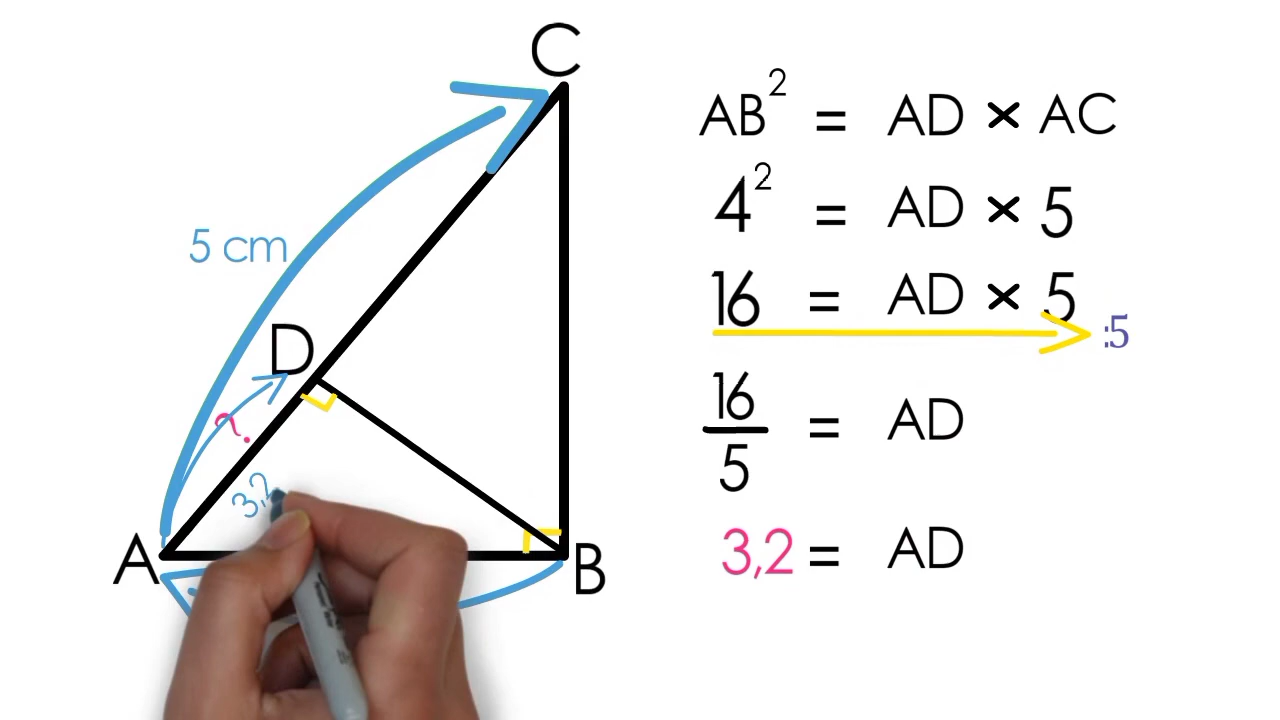 C
AB² = AD × AC
4² = AD × 5
5 cm
16 = AD × 5
:5
D
?
16/5 = AD
3,2
A
B
3,2 = AD